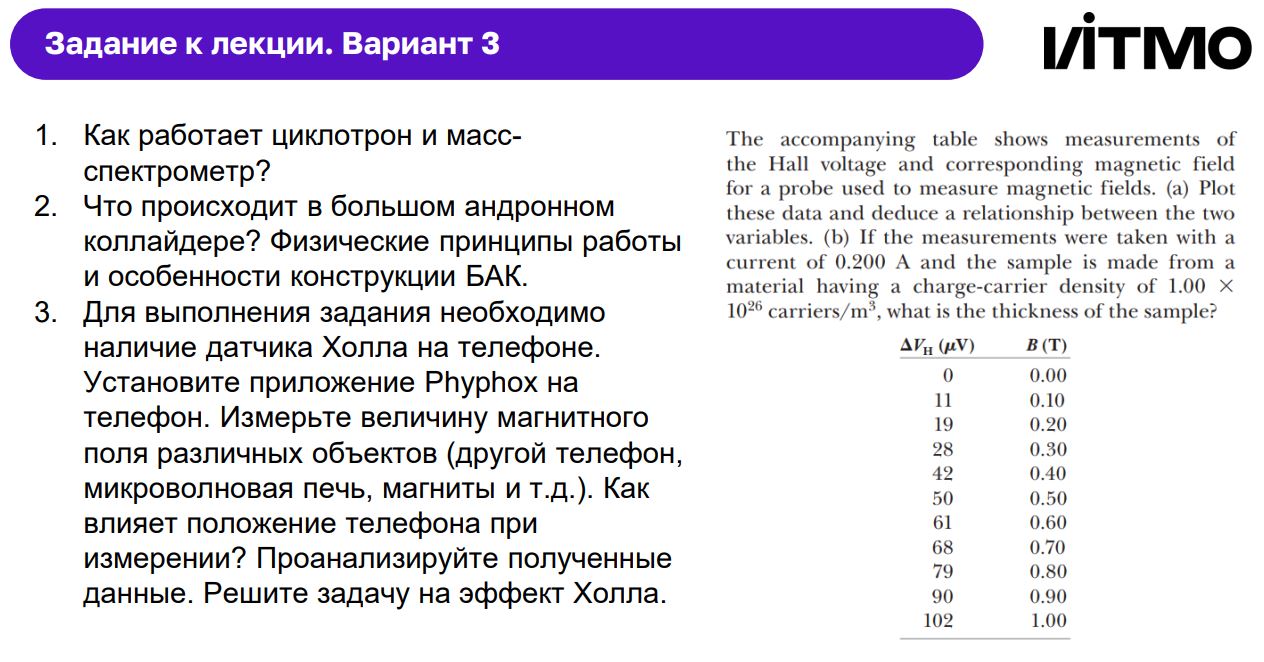 Задание к лекции. Вариант 3
ИТМО
1. Как работает циклотрон и масс-
спектрометр?
2. Что происходит в большом андронном
коллайдере? Физические принципы работы
и особенности конструкции БАК.
3. Для выполнения задания необходимо
наличие датчика Холла на телефоне.
Установите приложение Phyphox на
телефон. Измерьте величину магнитного
поля различных объектов (другой телефон,
микроволновая печь, магниты и т.д.). Как
влияет положение телефона при
измерении? Проанализируйте полученные
данные. Решите задачу на эффект Холла.
The accompanying table shows measurements of
the Hall voltage and corresponding magnetic field
for a probe used to measure magnetic fields. (a) Plot
these data and deduce a relationship between the two
variables. (b) If the measurements were taken with a
current of 0.200 A and the sample is made from a
material having a charge-carrier density of 1.00 ×
10²⁶ carriers/m³, what is the thickness of the sample?
ΔV_H (μV) B (T)
0 0.00
11 0.10
19 0.20
28 0.30
42 0.40
50 0.50
61 0.60
68 0.70
79 0.80
90 0.90
102 1.00